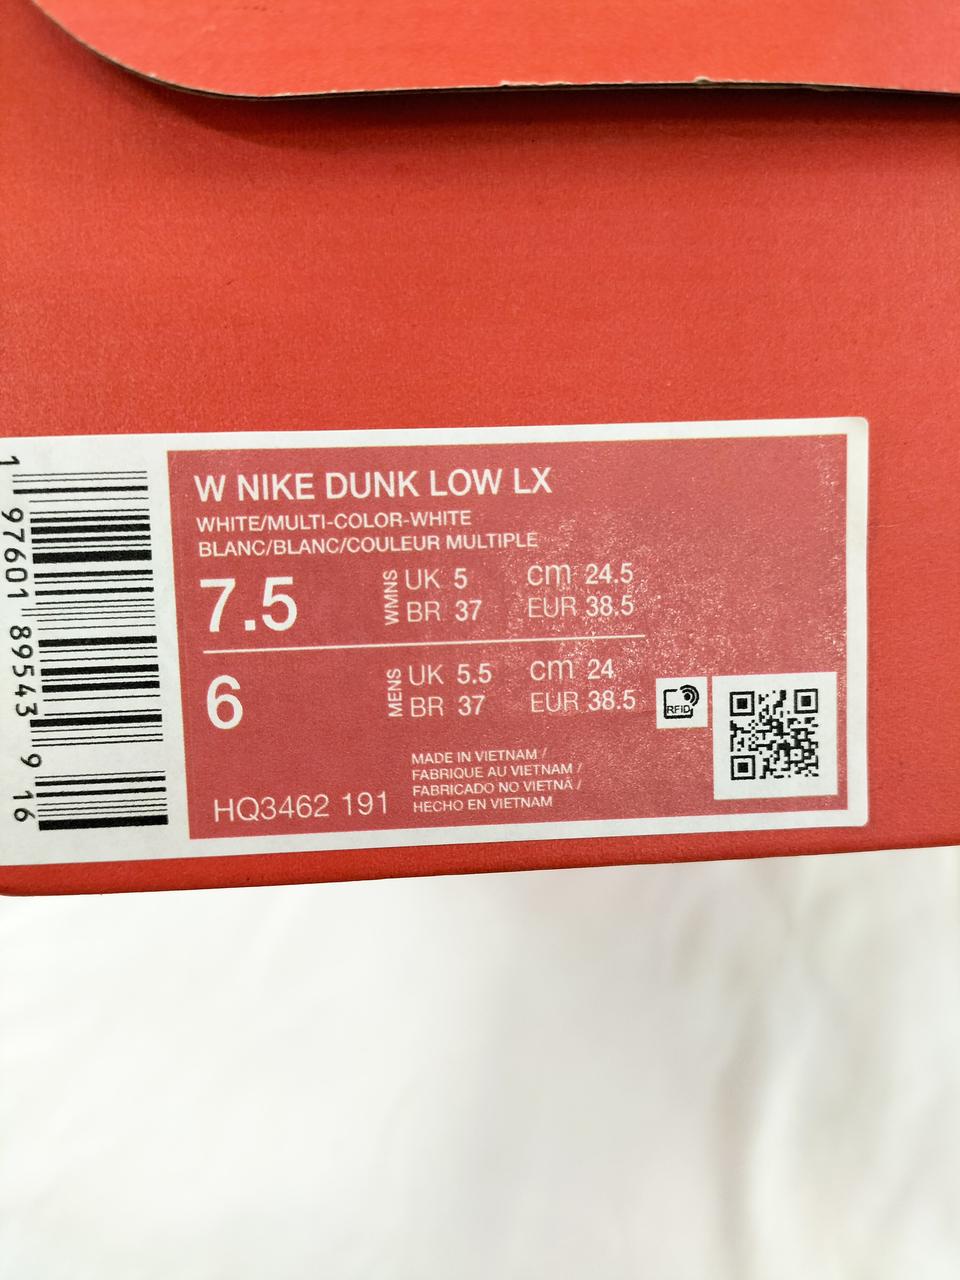 1 97601 89543 9 16
W NIKE DUNK LOW LX
WHITE/MULTI-COLOR-WHITE
BLANC/BLANC/COULEUR MULTIPLE
7.5 WMNS UK 5 cm 24.5
BR 37 EUR 38.5
6 MENS UK 5.5 cm 24
BR 37 EUR 38.5
RFID
MADE IN VIETNAM /
FABRIQUE AU VIETNAM /
FABRICADO NO VIETNÃ /
HECHO EN VIETNAM
HQ3462 191